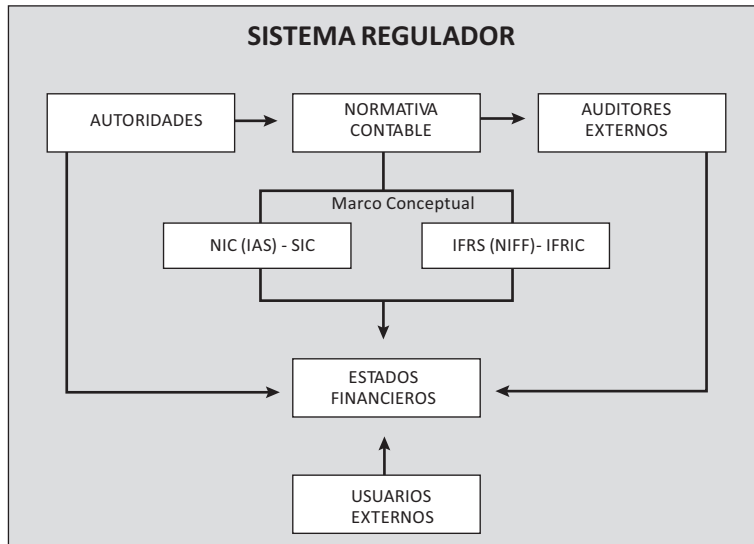 SISTEMA REGULADOR
AUTORIDADES
NORMATIVA
CONTABLE
AUDITORES
EXTERNOS
Marco Conceptual
NIC (IAS) - SIC
IFRS (NIFF)- IFRIC
ESTADOS
FINANCIEROS
USUARIOS
EXTERNOS